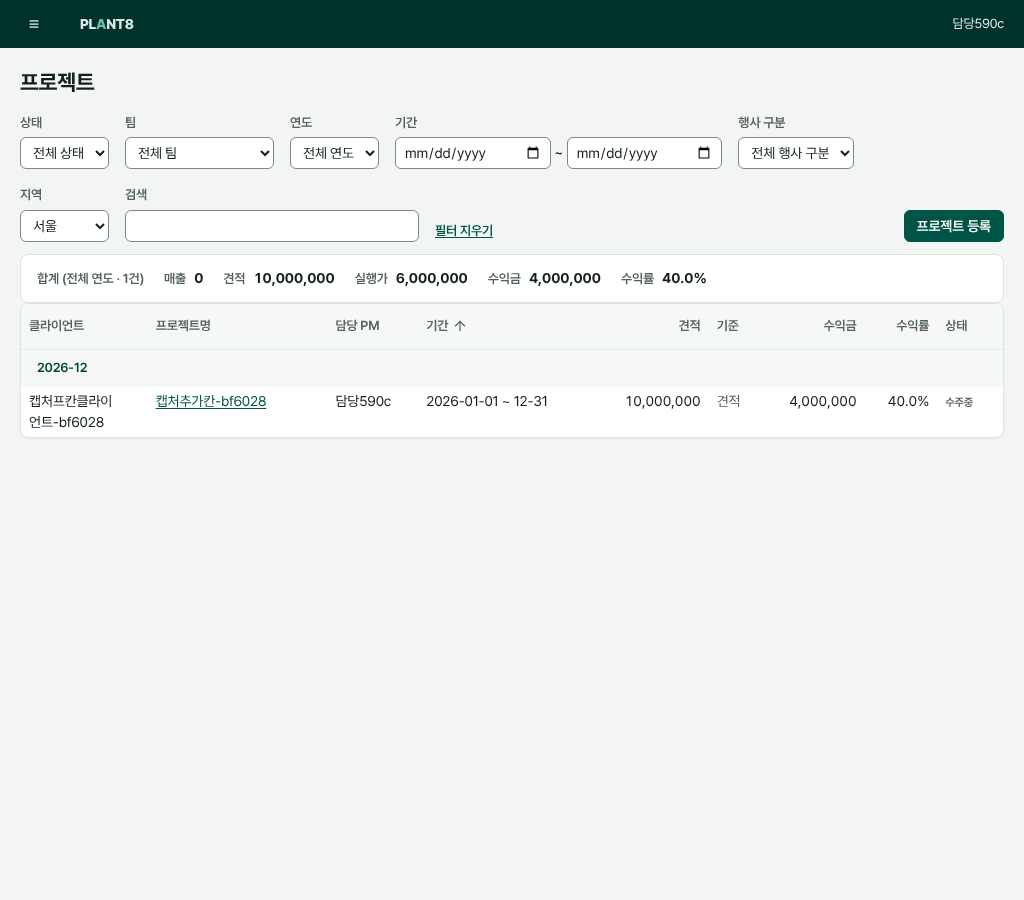 ≡ PLANT8 담당590c
프로젝트
상태 팀 연도 기간 행사 구분
전체 상태 전체 팀 전체 연도 mm/dd/yyyy ~ mm/dd/yyyy 전체 행사 구분
지역 검색
서울 필터 지우기 프로젝트 등록
합계 (전체 연도 · 1건) 매출 0 견적 10,000,000 실행가 6,000,000 수익금 4,000,000 수익률 40.0%
클라이언트 프로젝트명 담당 PM 기간 ↑ 견적 기준 수익금 수익률 상태
2026-12
캡처프칸클라이 캡처추가칸-bf6028 담당590c 2026-01-01 ~ 12-31 10,000,000 견적 4,000,000 40.0% 수주중
언트-bf6028